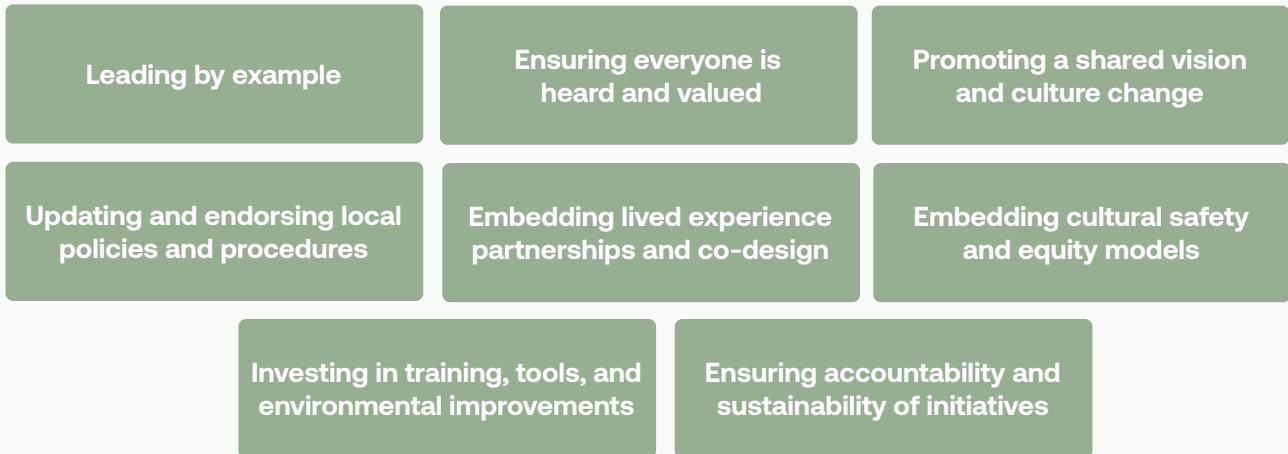 Leading by example
Ensuring everyone is
heard and valued
Promoting a shared vision
and culture change
Updating and endorsing local
policies and procedures
Embedding lived experience
partnerships and co-design
Embedding cultural safety
and equity models
Investing in training, tools, and
environmental improvements
Ensuring accountability and
sustainability of initiatives